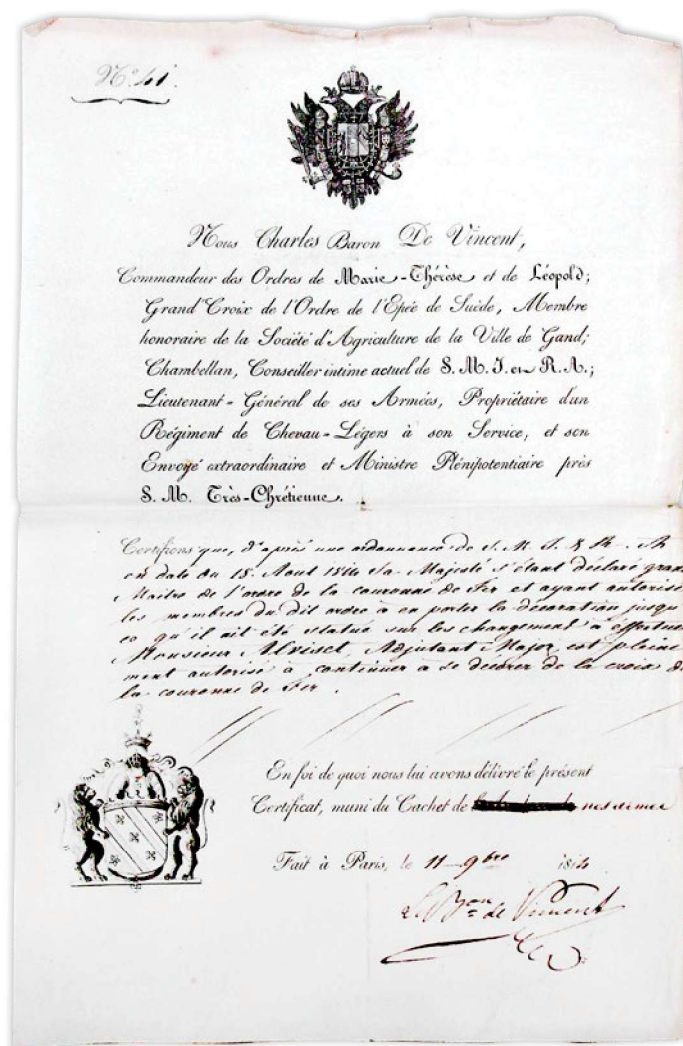 N.º 41.
Nous Charles Baron De Vincent,
Commandeur des Ordres de Marie-Thérèse et de Léopold;
Grand'Croix de l'Ordre de l'Epée de Suède, Membre
honoraire de la Société d'Agriculture de la Ville de Gand;
Chambellan, Conseiller intime actuel de S. M. I. et R. A.;
Lieutenant-Général de ses Armées, Propriétaire d'un
Régiment de Chevau-Légers à son Service, et son
Envoyé extraordinaire et Ministre Plénipotentiaire près
S. M. Très-Chrétienne.
Certifions que, d'après une ordonnance de S. M. I. & R. A
en date du 15. Aout 1814 Sa Majesté s'étant déclaré grand
Maitre de l'ordre de la couronne de Fer et ayant autorisé
les membres du dit ordre à en porter la décoration jusqu'
ce qu'il ait été statué sur les changement à effectuer
Monsieur Adjutant Major est pleine
ment autorisé à continuer à se décorer de la croix de
la couronne de Fer.
En foi de quoi nous lui avons délivré le présent
Certificat, muni du Cachet de nos armes
Fait à Paris, le 11 9bre 1814
Le Bon de Vincent